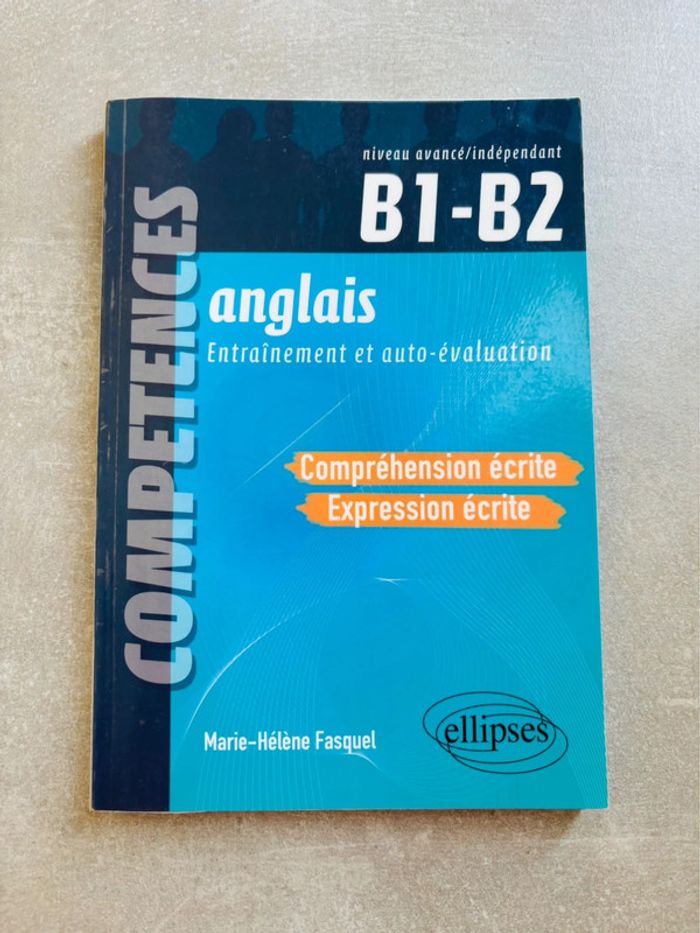 niveau avancé/indépendant
B1-B2
COMPETENCES
anglais
Entraînement et auto-évaluation
Compréhension écrite
Expression écrite
Marie-Hélène Fasquel
ellipses